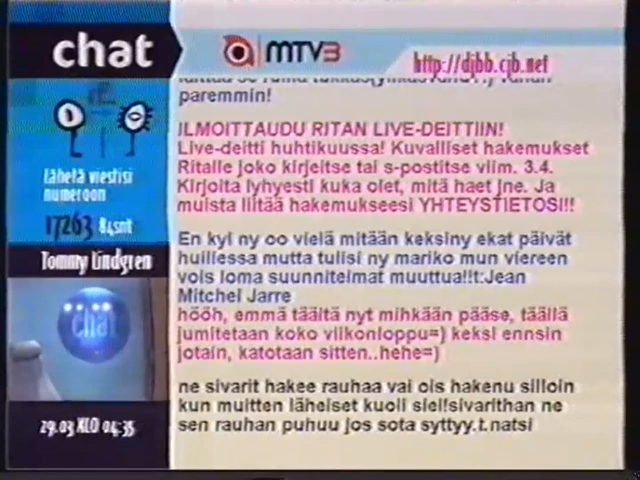 chat
MTV3
http://djbb.cjb.net
paremmin!
ILMOITTAUDU RITAN LIVE-DEITTIIN!
Live-deitti huhtikuussa! Kuvalliset hakemukset
Ritalle joko kirjeitse tai s-postitse viim. 3.4.
Kirjoita lyhyesti kuka olet, mitä haet jne. Ja
muista liitää hakemukseesi YHTEYSTIETOSI!!
En kyl ny oo vielä mitään keksiny ekat päivät
huilessa mutta tulisi ny mariko mun viereen
vois loma suunnitelmat muuttua!!t:Jean
Mitchel Jarre
hööh, emmä täältä nyt mihkään pääse, täällä
jumitetaan koko viikonloppu=) keksi ennsin
jotain, katotaan sitten..hehe=)
ne sivarit hakee rauhaa vai ois hakenu silloin
kun muitten läheiset kuoli siel!sivarithan ne
sen rauhan puhuu jos sota syttyy.t.natsi
Lähetä viestisi
numeroon
17263 84snt
Tommy Lindgren
chat
29.03 KLO 04:35